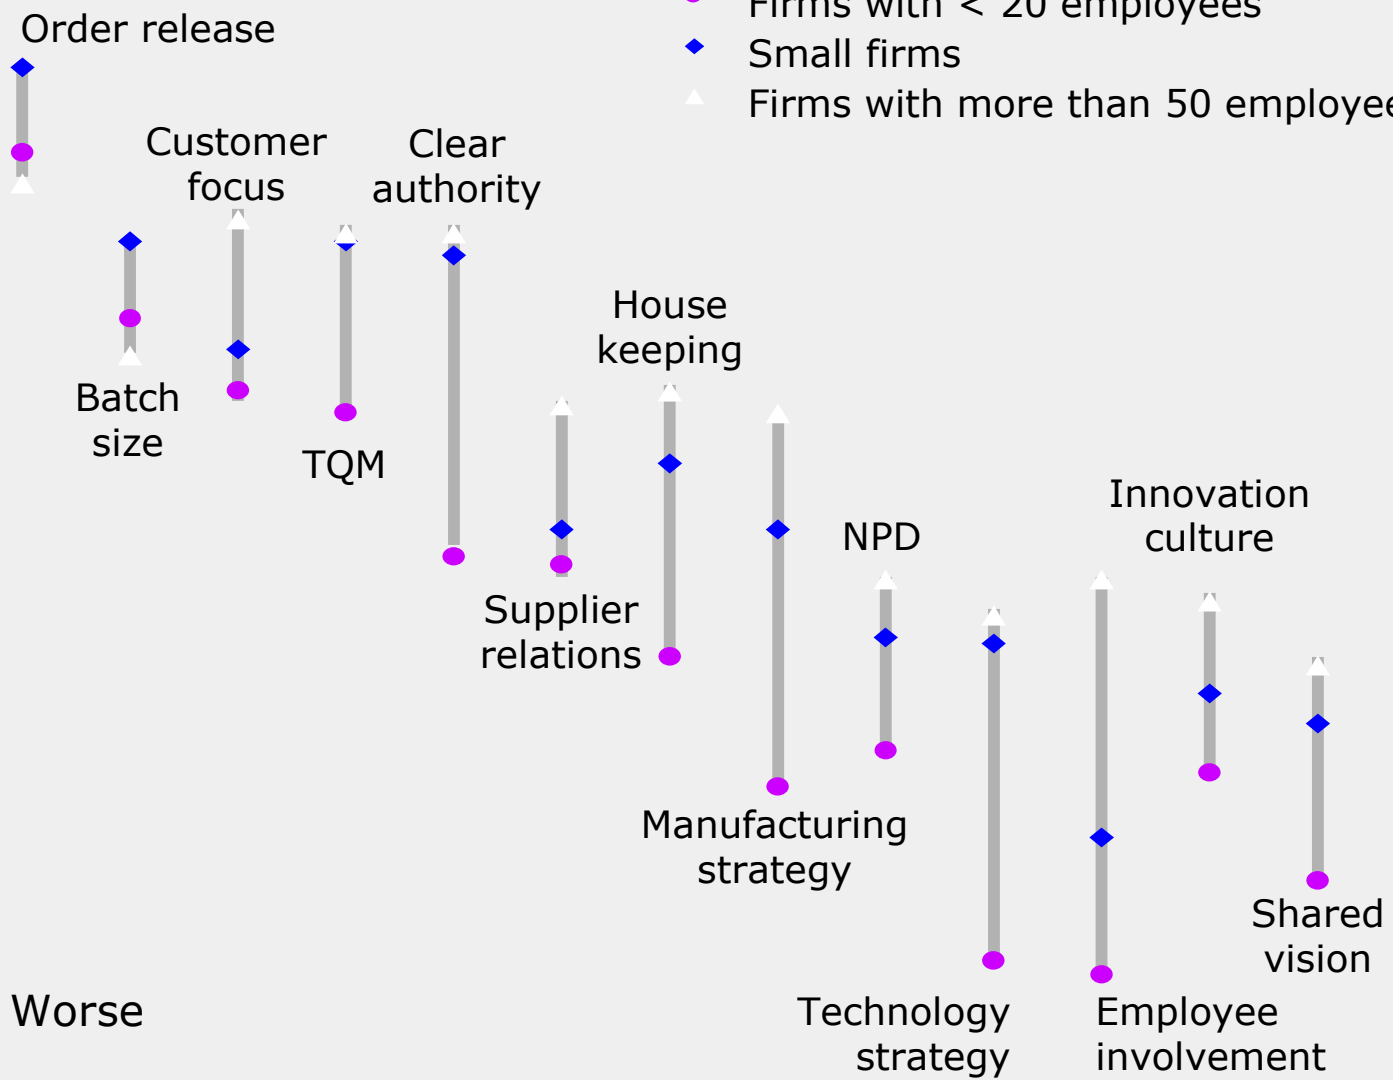 Firms with < 20 employees
Order release
Small firms
Firms with more than 50 employee
Customer
focus
Clear
authority
House
keeping
Batch
size
TQM
Innovation
culture
NPD
Supplier
relations
Manufacturing
strategy
Shared
vision
Worse
Technology
strategy
Employee
involvement